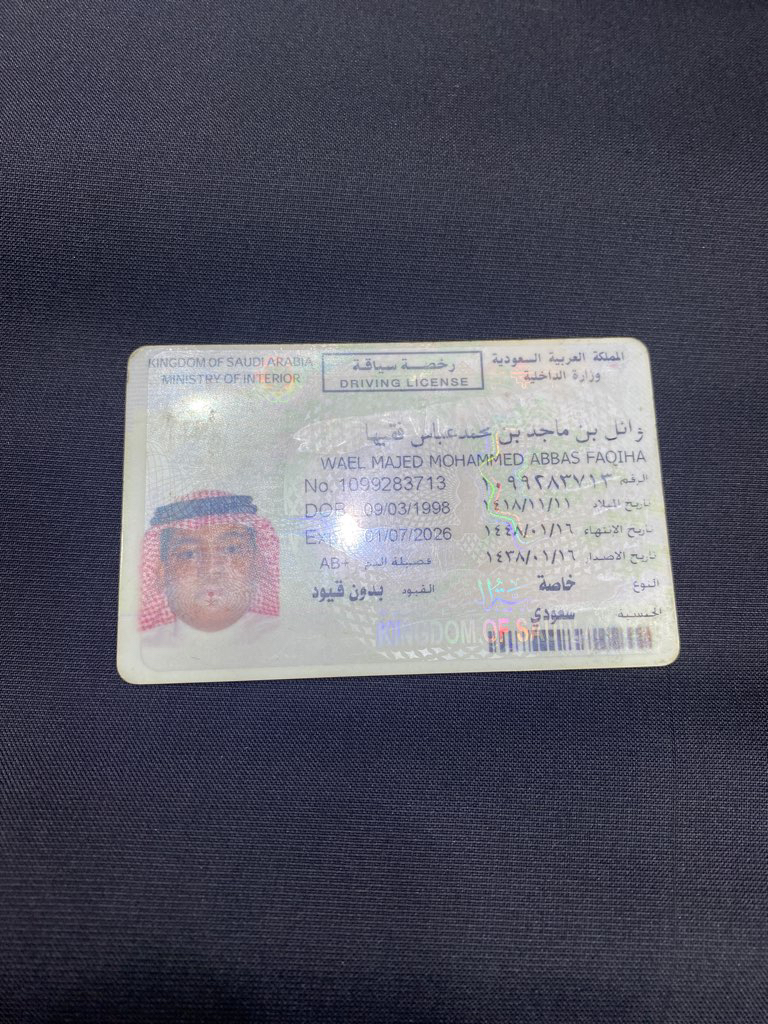 KINGDOM OF SAUDI ARABIA
MINISTRY OF INTERIOR
رخصة سياقة
DRIVING LICENSE
المملكة العربية السعودية
وزارة الداخلية
وائل بن ماجد بن محمدعباس فقيها
WAEL MAJED MOHAMMED ABBAS FAQIHA
No. 1099283713 الرقم ١٠٩٩٢٨٣٧١٣
DOB 09/03/1998 تاريخ الميلاد ١٤١٨/١١/١١
Exp 01/07/2026 تاريخ الانتهاء ١٤٤٨/٠١/١٦
تاريخ الاصدار ١٤٣٨/٠١/١٦ فصيلة الدم AB+
النوع خاصة القيود بدون قيود
الجنسية سعودي
KINGDOM OF SA